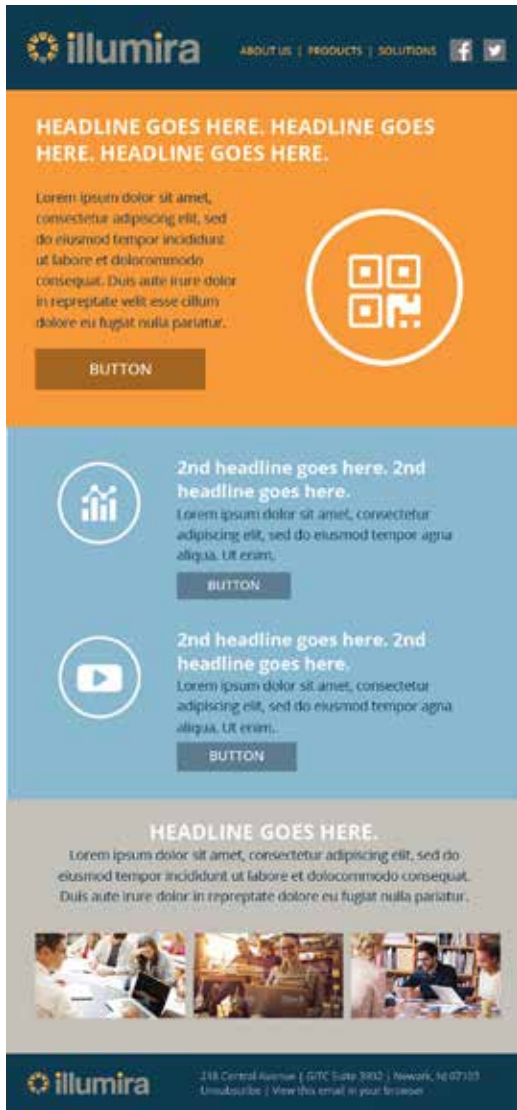 illumira
ABOUT US | PRODUCTS | SOLUTIONS
HEADLINE GOES HERE. HEADLINE GOES
HERE. HEADLINE GOES HERE.
Lorem ipsum dolor sit amet,
consectetur adipiscing elit, sed
do eiusmod tempor incididunt
ut labore et dolocommodo
consequat. Duis aute irure dolor
in repreptate velit esse cillum
dolore eu fugiat nulla pariatur.
BUTTON
2nd headline goes here. 2nd
headline goes here.
Lorem ipsum dolor sit amet, consectetur
adipiscing elit, sed do eiusmod tempor agna
aliqua. Ut enim.
BUTTON
2nd headline goes here. 2nd
headline goes here.
Lorem ipsum dolor sit amet, consectetur
adipiscing elit, sed do eiusmod tempor agna
aliqua. Ut enim.
BUTTON
HEADLINE GOES HERE.
Lorem ipsum dolor sit amet, consectetur adipiscing elit, sed do
eiusmod tempor incididunt ut labore et dolocommodo consequat.
Duis aute irure dolor in repreptate dolore eu fugiat nulla pariatur.
illumira
Central Avenue | GITC Suite | Newark,
Unsubscribe | View this email in your browser